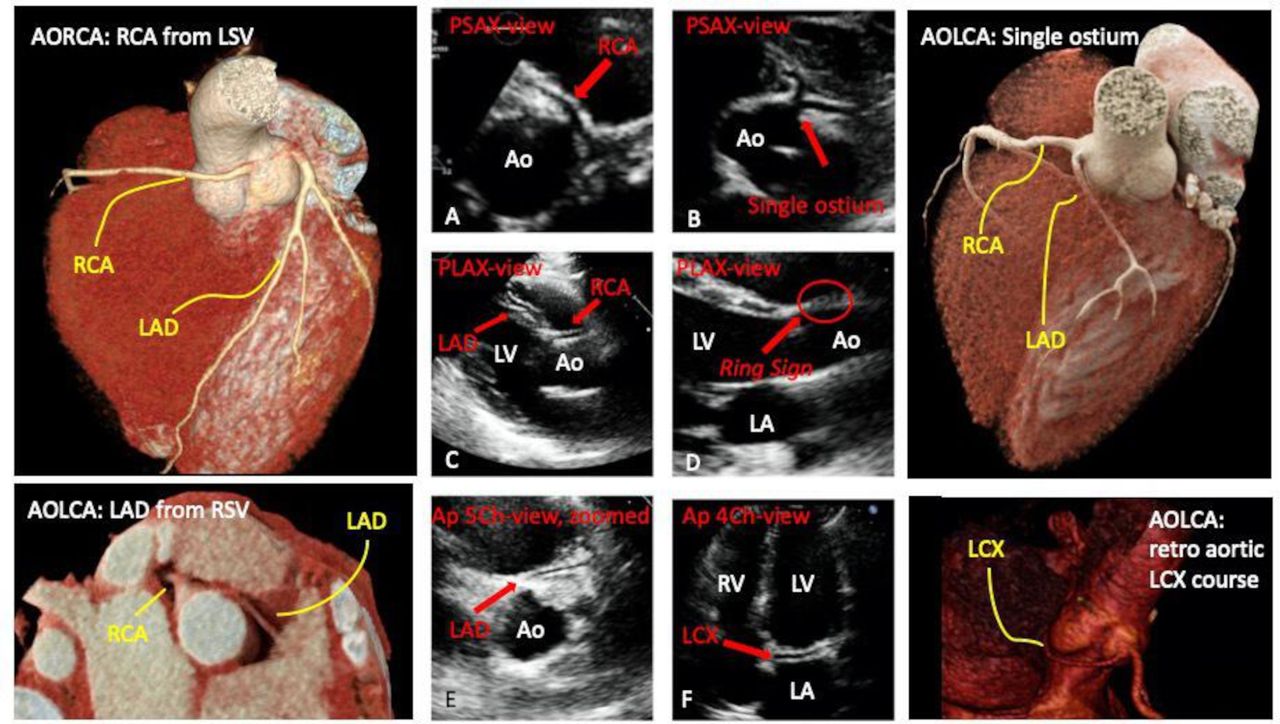 AORCA: RCA from LSV
RCA
LAD
PSAX-view
RCA
Ao
A
PSAX-view
Ao
Single ostium
B
AOLCA: Single ostium
RCA
LAD
PLAX-view
RCA
LAD
LV
Ao
C
PLAX-view
LV
Ao
Ring Sign
LA
D
AOLCA: LAD from RSV
LAD
RCA
Ap 5Ch-view, zoomed
LAD
Ao
E
Ap 4Ch-view
RV
LV
LCX
LA
F
AOLCA:
retro aortic
LCX course
LCX